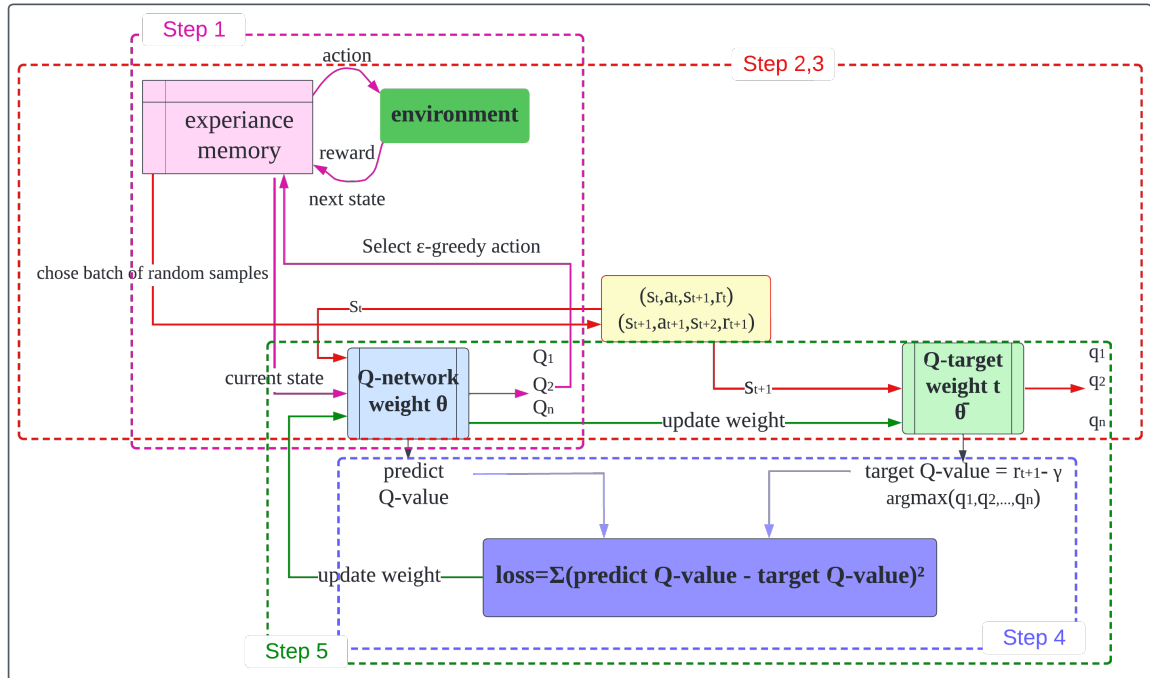 Step 1
action
Step 2,3
environment
experiance
memory
reward
next state
Select ε-greedy action
chose batch of random samples
(sₜ,aₜ,sₜ₊₁,rₜ)
(sₜ₊₁,aₜ₊₁,sₜ₊₂,rₜ₊₁)
sₜ
Q₁
Q₂
Qₙ
current state
Q-network
weight θ
sₜ₊₁
Q-target
weight t
θ̄
q₁
q₂
qₙ
update weight
predict
Q-value
target Q-value = rₜ₊₁- γ
argmax(q₁,q₂,...,qₙ)
loss=Σ(predict Q-value - target Q-value)²
update weight
Step 4
Step 5